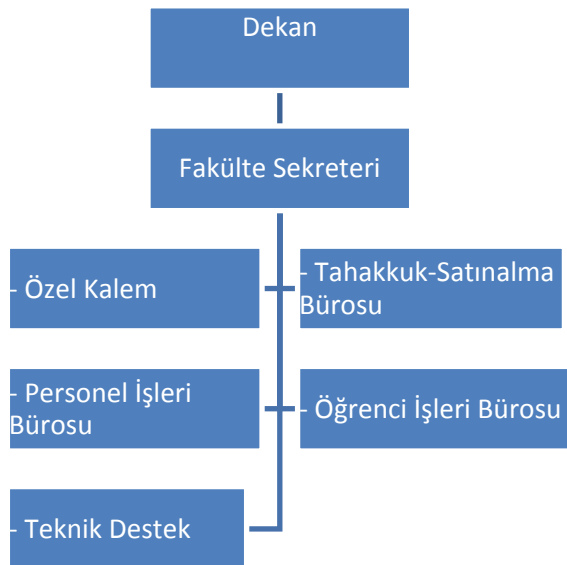 Dekan
Fakülte Sekreteri
- Özel Kalem
- Tahakkuk-Satınalma
Bürosu
- Personel İşleri
Bürosu
- Öğrenci İşleri Bürosu
- Teknik Destek